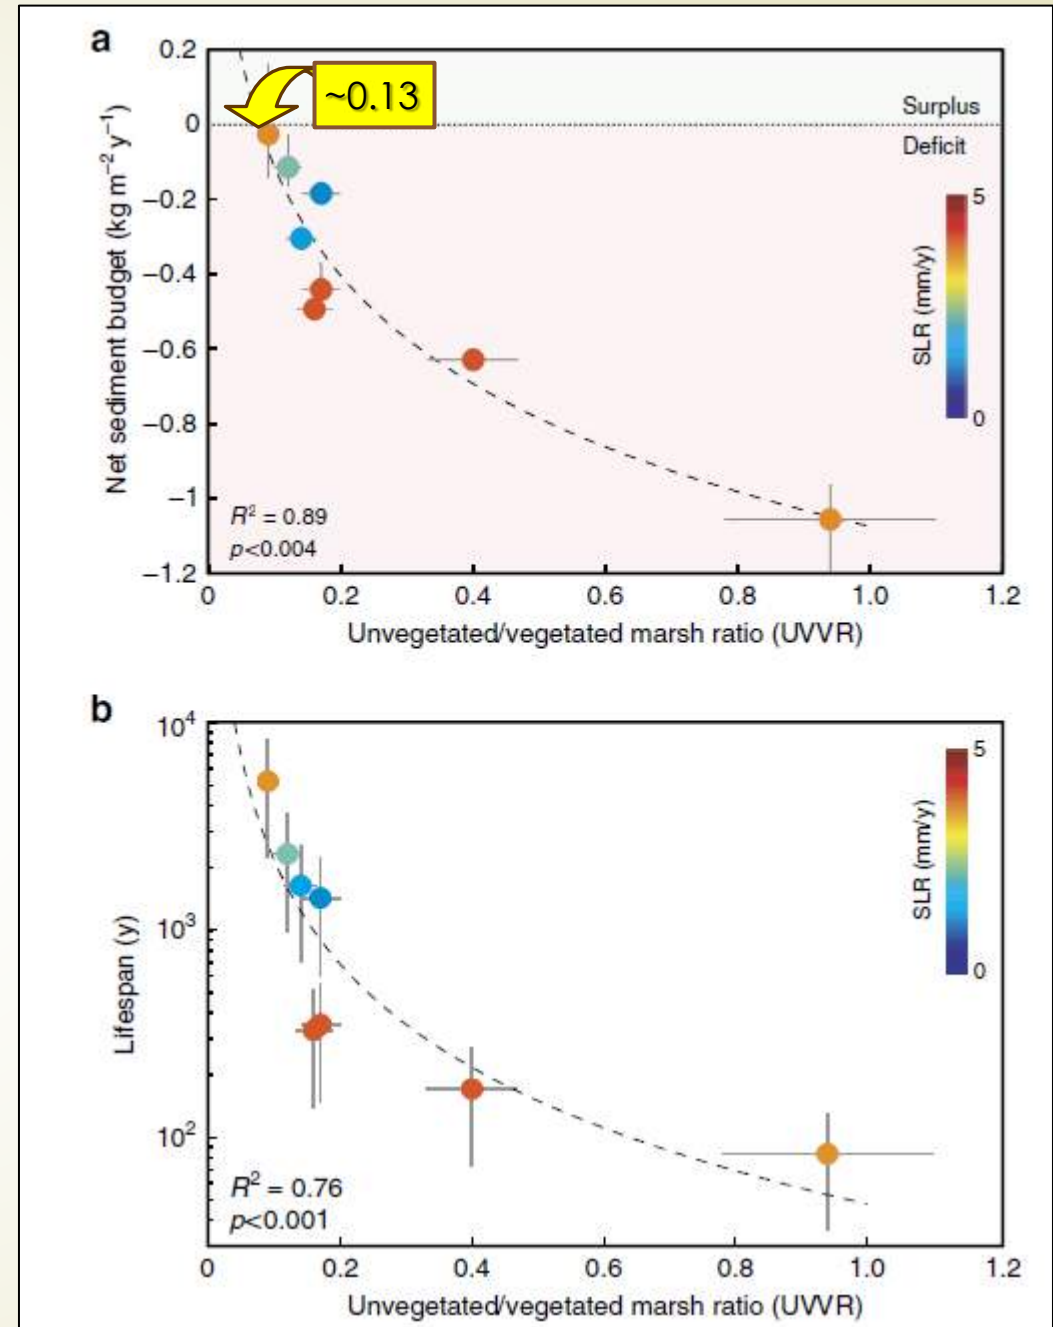 a
0.2
0
−0.2
−0.4
−0.6
−0.8
−1
−1.2
Net sediment budget (kg m⁻² y⁻¹)
~0.13
Surplus
Deficit
5
0
SLR (mm/y)
R² = 0.89
p<0.004
0 0.2 0.4 0.6 0.8 1.0 1.2
Unvegetated/vegetated marsh ratio (UVVR)
b
10⁴
10³
10²
Lifespan (y)
5
0
SLR (mm/y)
R² = 0.76
p<0.001
0 0.2 0.4 0.6 0.8 1.0 1.2
Unvegetated/vegetated marsh ratio (UVVR)